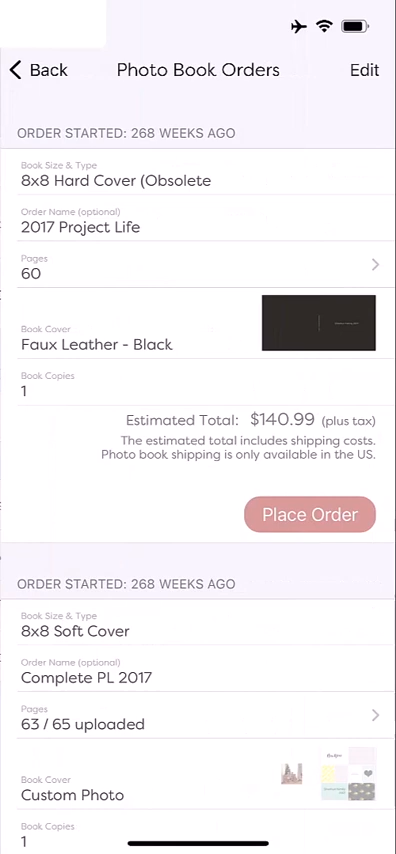 Back
Photo Book Orders
Edit
ORDER STARTED: 268 WEEKS AGO
Book Size & Type
8x8 Hard Cover (Obsolete
Order Name (optional)
2017 Project Life
Pages
60
Book Cover
Faux Leather - Black
Book Copies
1
Estimated Total: $140.99 (plus tax)
The estimated total includes shipping costs.
Photo book shipping is only available in the US.
Place Order
ORDER STARTED: 268 WEEKS AGO
Book Size & Type
8x8 Soft Cover
Order Name (optional)
Complete PL 2017
Pages
63 / 65 uploaded
Book Cover
Custom Photo
Book Copies
1